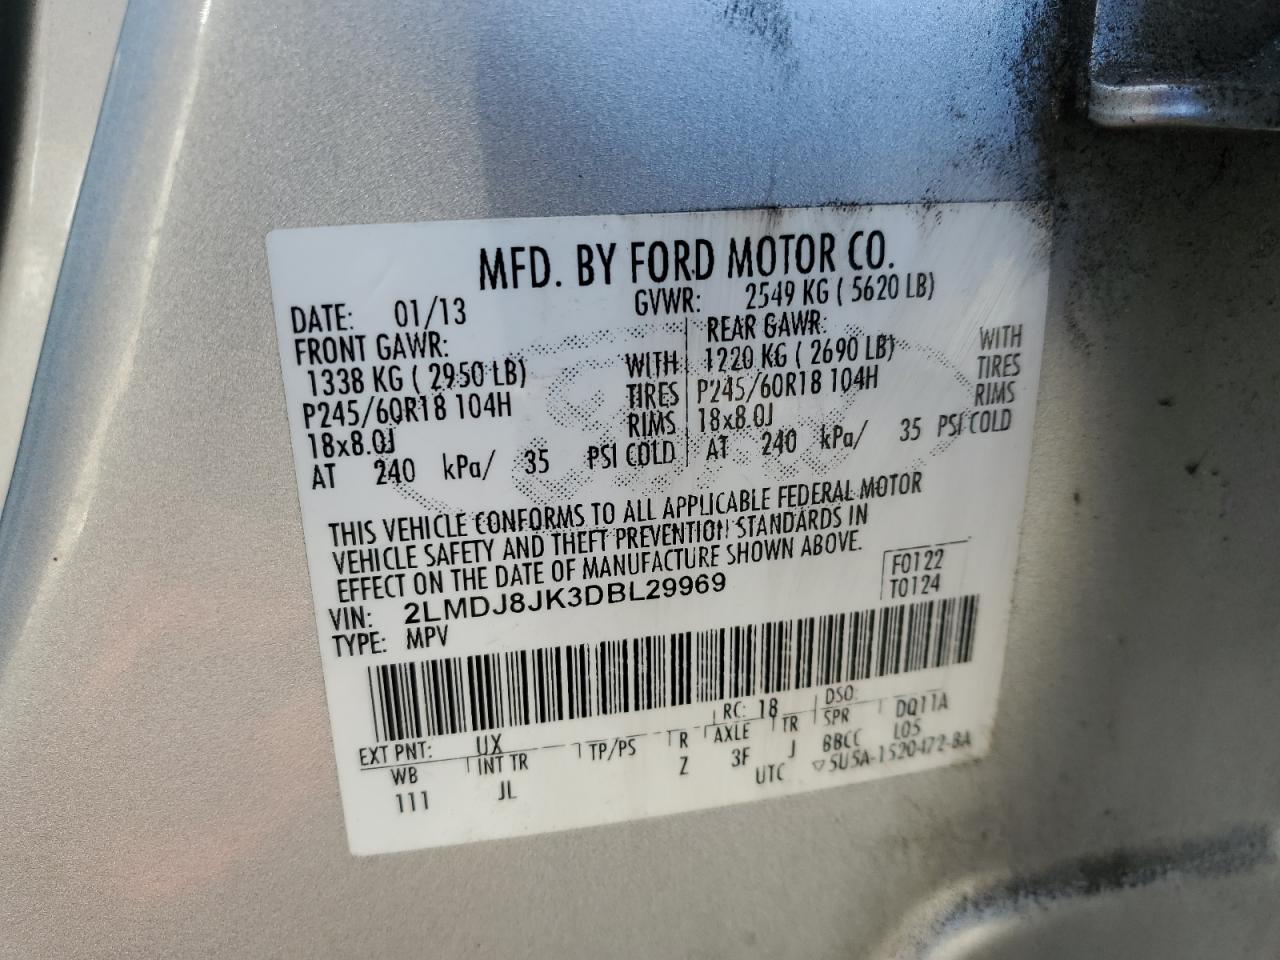 MFD. BY FORD MOTOR CO.
DATE: 01/13 GVWR: 2549 KG ( 5620 LB)
FRONT GAWR: REAR GAWR:
1338 KG ( 2950 LB) WITH 1220 KG ( 2690 LB) WITH
P245/60R18 104H TIRES P245/60R18 104H TIRES
18x8.0J RIMS 18x8.0J RIMS
AT 240 kPa/ 35 PSI COLD AT 240 kPa/ 35 PSI COLD
THIS VEHICLE CONFORMS TO ALL APPLICABLE FEDERAL MOTOR
VEHICLE SAFETY AND THEFT PREVENTION STANDARDS IN
EFFECT ON THE DATE OF MANUFACTURE SHOWN ABOVE.
VIN: 2LMDJ8JK3DBL29969 F0122
TYPE: MPV T0124
EXT PNT: UX RC: 18 DSO:
WB INT TR TP/PS R AXLE TR SPR DQ11A
111 JL Z 3F J BBCC L05
UTC ▽5U5A-1520472-BA